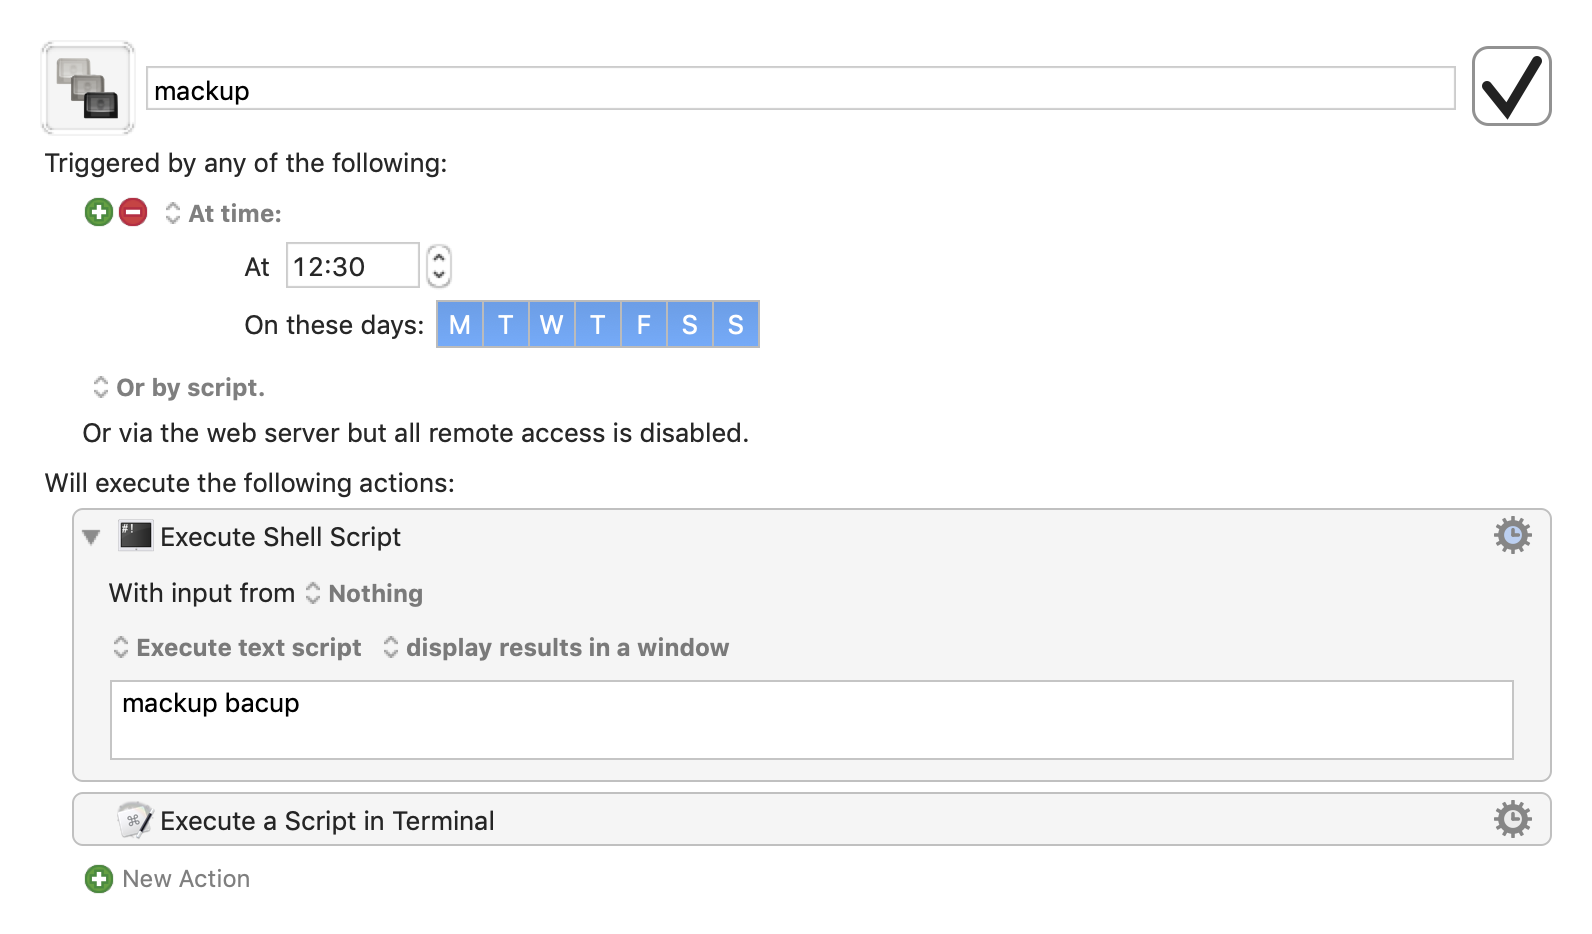 mackup
Triggered by any of the following:
At time:
At 12:30
On these days: M T W T F S S
Or by script.
Or via the web server but all remote access is disabled.
Will execute the following actions:
#! Execute Shell Script
With input from Nothing
Execute text script display results in a window
mackup bacup
⌘ Execute a Script in Terminal
New Action